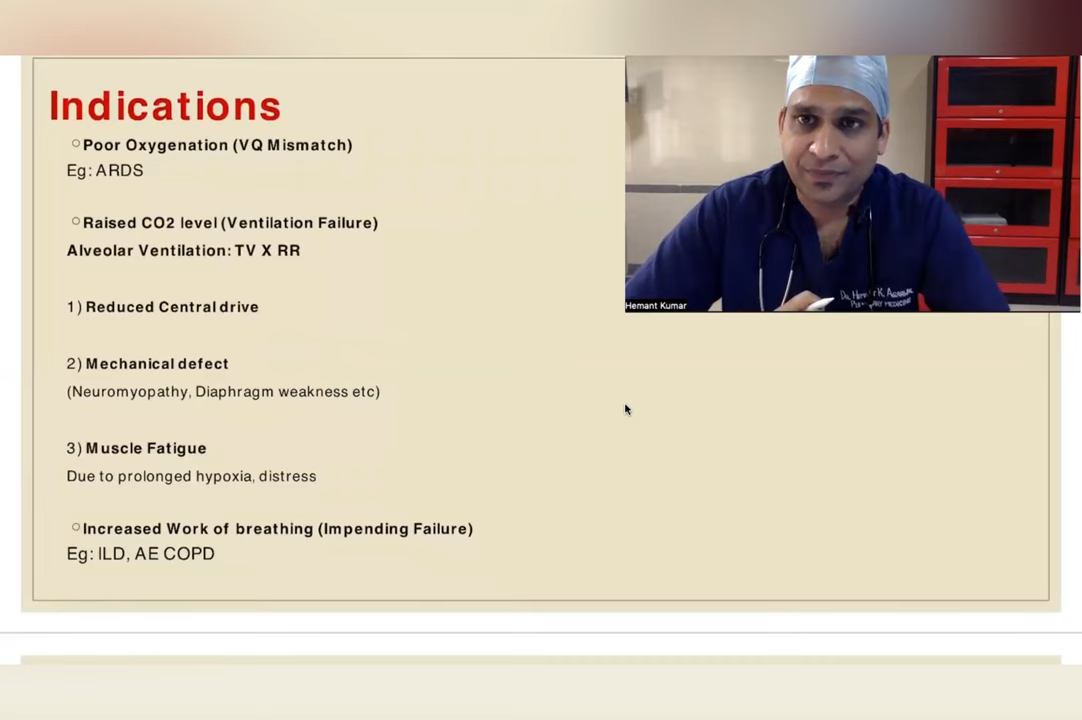 Indications
Poor Oxygenation (VQ Mismatch)
Eg: ARDS
Raised CO2 level (Ventilation Failure)
Alveolar Ventilation: TV X RR
1) Reduced Central drive
2) Mechanical defect
(Neuromyopathy, Diaphragm weakness etc)
3) Muscle Fatigue
Due to prolonged hypoxia, distress
Increased Work of breathing (Impending Failure)
Eg: ILD, AE COPD
Hemant Kumar
K. Agarwal
Medicine